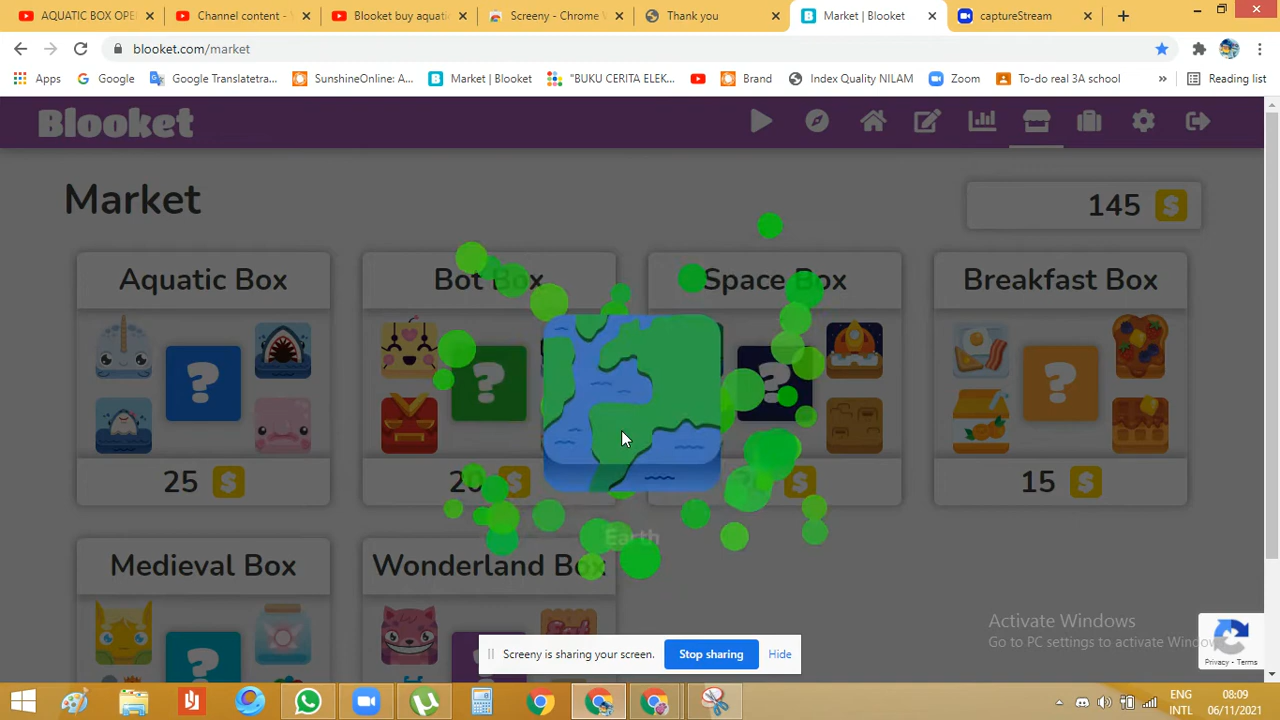 AQUATIC BOX OPE
Channel content -
Blooket buy aquati
Screeny - Chrome W
Thank you
Market | Blooket
captureStream
blooket.com/market
Apps
Google
Google Translatetra...
SunshineOnline: A...
Market | Blooket
"BUKU CERITA ELEK...
Brand
Index Quality NILAM
Zoom
To-do real 3A school
»
Reading list
Blooket
Market
145
Aquatic Box
Bot Box
Space Box
Breakfast Box
?
?
?
?
25
20
15
Earth
Medieval Box
Wonderland Box
Activate Windows
Go to PC settings to activate Windo
Privacy - Terms
Screeny is sharing your screen.
Stop sharing
Hide
ENG
INTL
08:09
06/11/2021